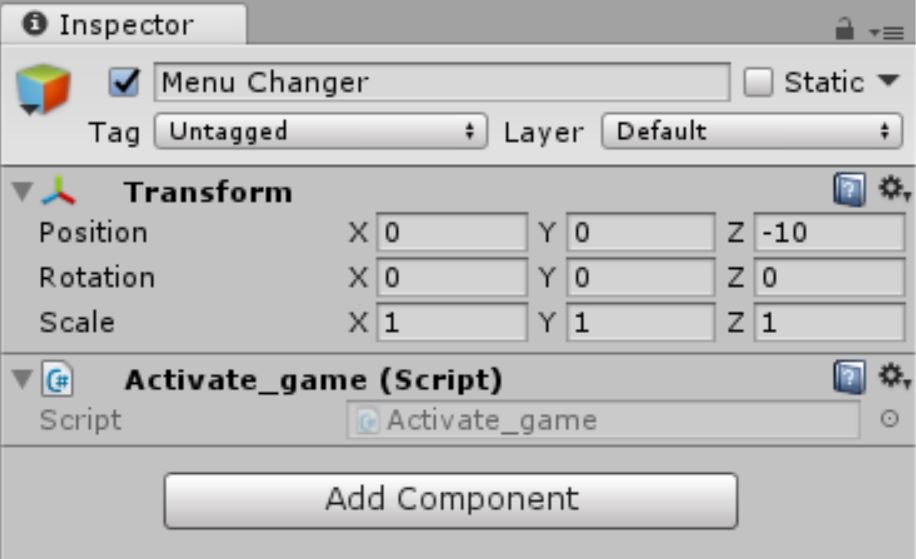 Inspector
Menu Changer Static
Tag Untagged Layer Default
Transform
Position X 0 Y 0 Z -10
Rotation X 0 Y 0 Z 0
Scale X 1 Y 1 Z 1
Activate_game (Script)
Script Activate_game
Add Component